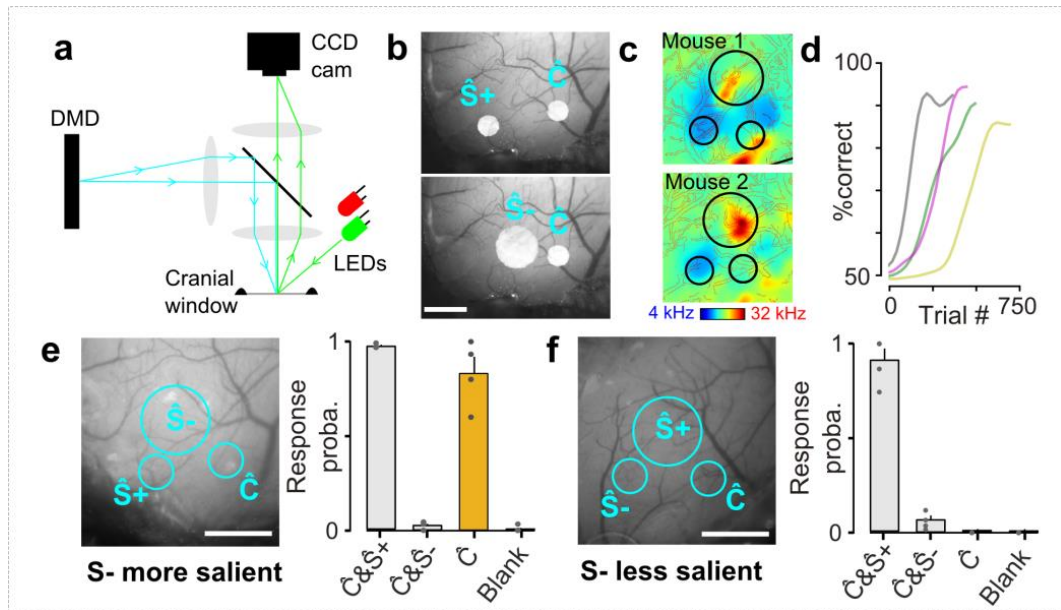 a
CCD
cam
DMD
Cranial
window
LEDs
b
Ŝ+
Ĉ
Ŝ-
Ĉ
c
Mouse 1
Mouse 2
4 kHz
32 kHz
d
100
%correct
50
0
Trial #
750
e
Ŝ-
Ŝ+
Ĉ
S- more salient
Response
proba.
1
0
Ĉ&Ŝ+
Ĉ&Ŝ-
Ĉ
Blank
f
Ŝ+
Ŝ-
Ĉ
S- less salient
Response
proba.
1
0
Ĉ&Ŝ+
Ĉ&Ŝ-
Ĉ
Blank